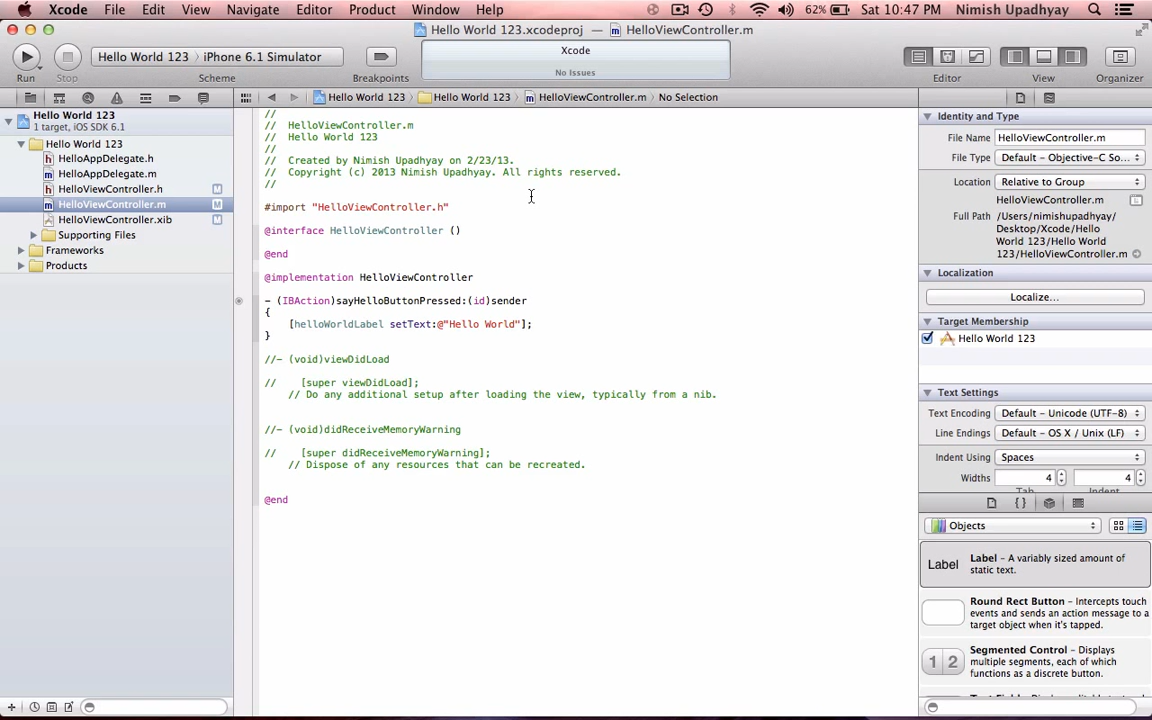 Xcode File Edit View Navigate Editor Product Window Help 62% Sat 10:47 PM Nimish Upadhyay
Hello World 123.xcodeproj — HelloViewController.m
Hello World 123 iPhone 6.1 Simulator
Xcode
No Issues
Run Stop Scheme Breakpoints Editor View Organizer
Hello World 123 Hello World 123 HelloViewController.m No Selection
Hello World 123
1 target, iOS SDK 6.1
Hello World 123
HelloAppDelegate.h
HelloAppDelegate.m
HelloViewController.h M
HelloViewController.m M
HelloViewController.xib M
Supporting Files
Frameworks
Products
//
//  HelloViewController.m
//  Hello World 123
//
//  Created by Nimish Upadhyay on 2/23/13.
//  Copyright (c) 2013 Nimish Upadhyay. All rights reserved.
//
#import "HelloViewController.h"
@interface HelloViewController ()
@end
@implementation HelloViewController
- (IBAction)sayHelloButtonPressed:(id)sender
{
[helloWorldLabel setText:@"Hello World"];
}
//- (void)viewDidLoad
//    [super viewDidLoad];
// Do any additional setup after loading the view, typically from a nib.
//- (void)didReceiveMemoryWarning
//    [super didReceiveMemoryWarning];
// Dispose of any resources that can be recreated.
@end
Identity and Type
File Name HelloViewController.m
File Type Default - Objective-C So...
Location Relative to Group
HelloViewController.m
Full Path /Users/nimishupadhyay/
Desktop/Xcode/Hello
World 123/Hello World
123/HelloViewController.m
Localization
Localize...
Target Membership
Hello World 123
Text Settings
Text Encoding Default - Unicode (UTF-8)
Line Endings Default - OS X / Unix (LF)
Indent Using Spaces
Widths 4 4
Tab Indent
{ } Objects
Label Label - A variably sized amount of
static text.
Round Rect Button - Intercepts touch
events and sends an action message to a
target object when it's tapped.
1 2 Segmented Control - Displays
multiple segments, each of which
functions as a discrete button.